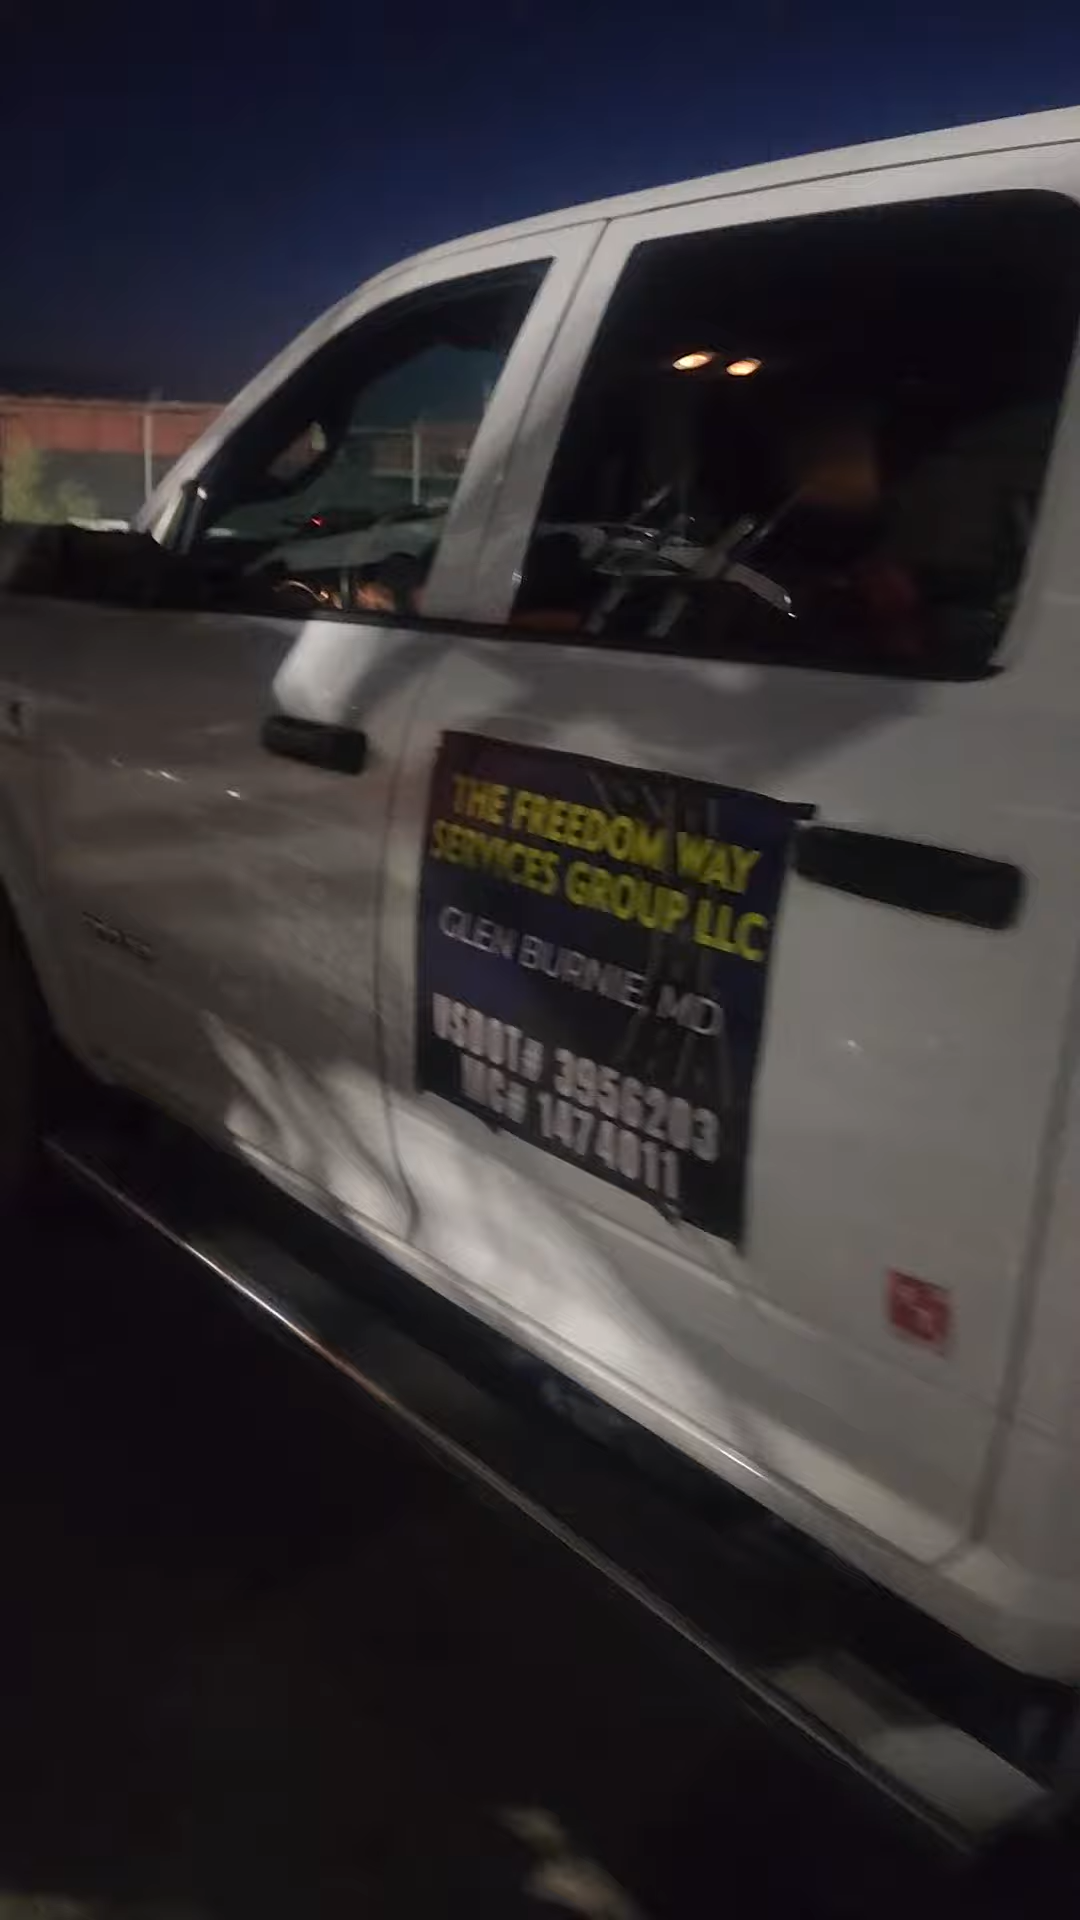 THE FREEDOM WAY
SERVICES GROUP LLC
GLEN BURNIE, MD
USDOT# 3956203
MC# 1474011